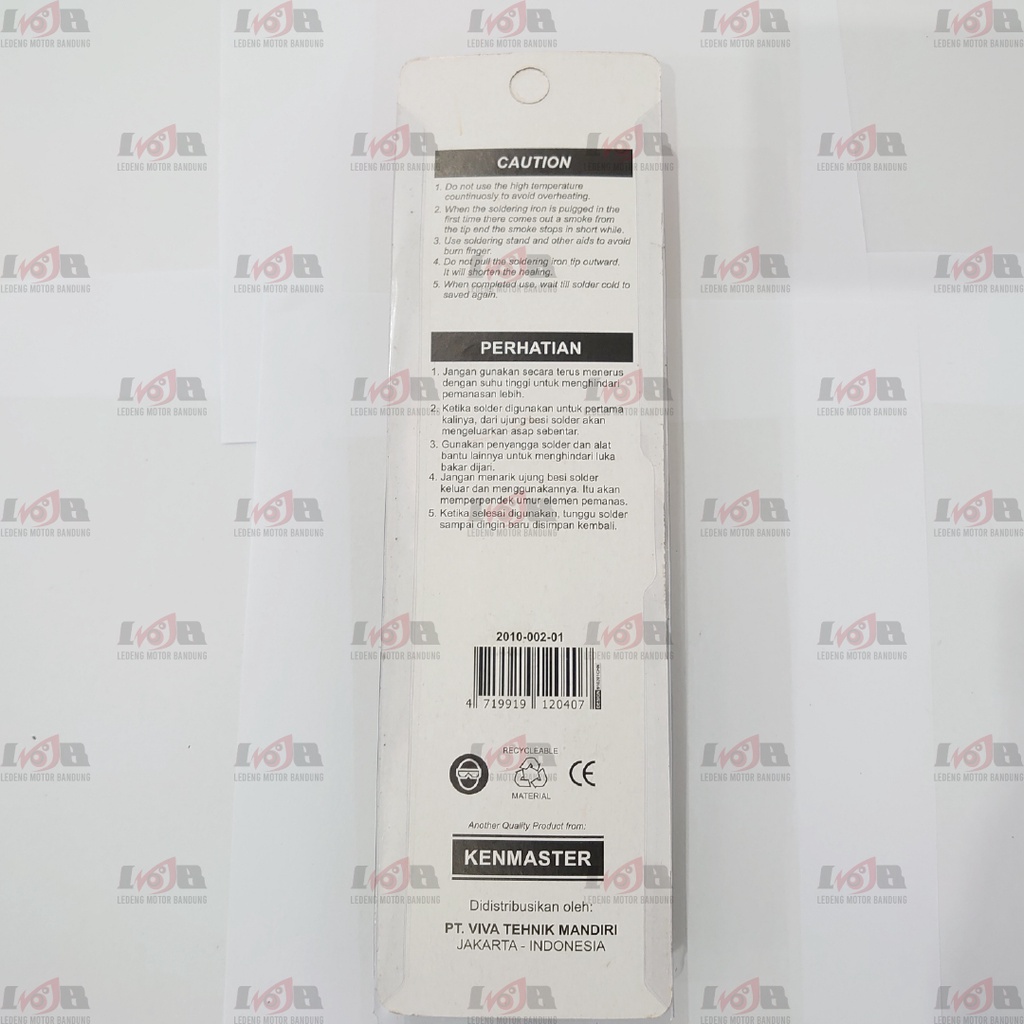 CAUTION
1. Do not use the high temperature
countinuosly to avoid overheating.
2. When the soldering iron is pulgged in the
first time there comes out a smoke from
the tip end the smoke stops in short while.
3. Use soldering stand and other aids to avoid
burn finger.
4. Do not pull the soldering iron tip outward.
It will shorten to healing.
5. When completed use, wait till solder cold to
saved again.
PERHATIAN
1. Jangan gunakan secara terus menerus
dengan suhu tinggi untuk menghindari
pemanasan lebih.
2. Ketika solder digunakan untuk pertama
kalinya, dari ujung besi solder akan
mengeluarkan asap sebentar.
3. Gunakan penyangga solder dan alat
bantu lainnya untuk menghindari luka
bakar dijari.
4. Jangan menarik ujung besi solder
keluar dan menggunakannya. Itu akan
memperpendek umur elemen pemanas.
5. Ketika selesai digunakan, tunggu solder
sampai dingin baru disimpan kembali.
2010-002-01
4 719919 120407
RECYCLEABLE
MATERIAL
CE
Another Quality Product from:
KENMASTER
Didistribusikan oleh:
PT. VIVA TEHNIK MANDIRI
JAKARTA - INDONESIA
LEDENG MOTOR BANDUNG